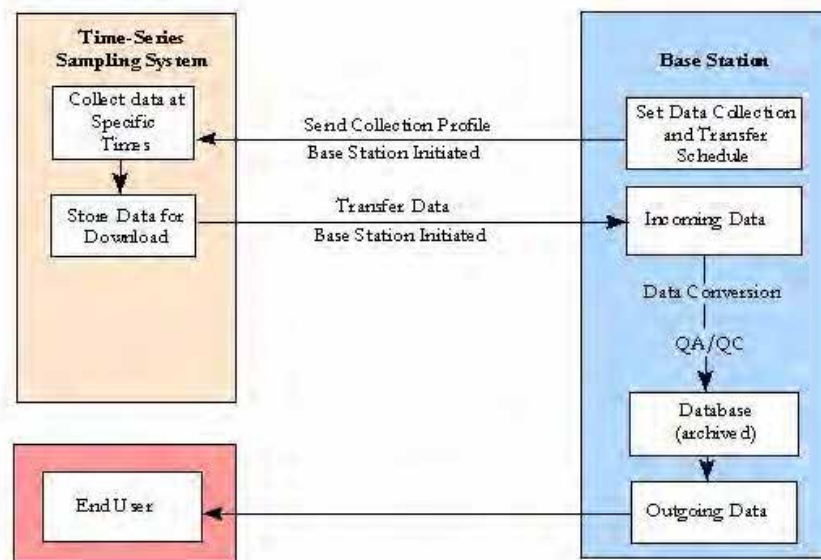 Time-Series
Sampling System
Collect data at
Specific
Times
Store Data for
Download
Send Collection Profile
Base Station Initiated
Transfer Data
Base Station Initiated
Base Station
Set Data Collection
and Transfer
Schedule
Incoming Data
Data Conversion
QA/QC
Database
(archived)
Outgoing Data
End User